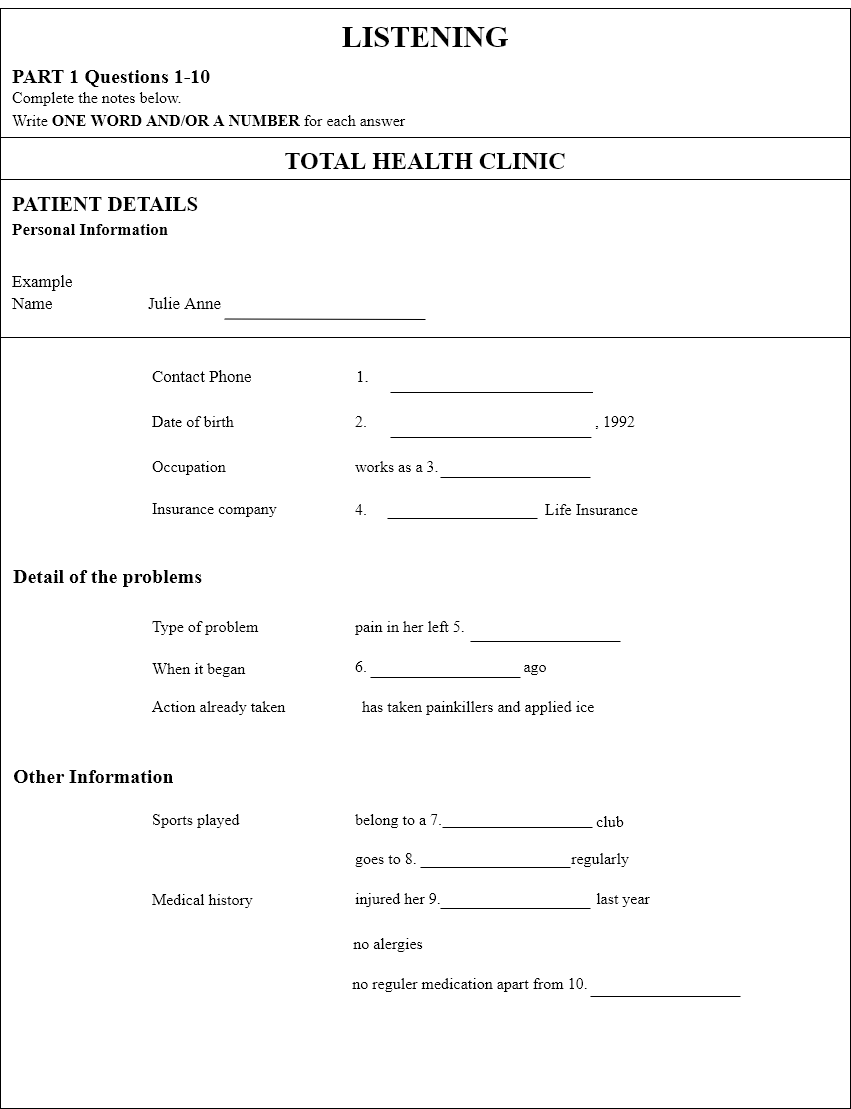 LISTENING
PART 1 Questions 1-10
Complete the notes below.
Write ONE WORD AND/OR A NUMBER for each answer
TOTAL HEALTH CLINIC
PATIENT DETAILS
Personal Information
Example
Name Julie Anne
Contact Phone 1.
Date of birth 2. , 1992
Occupation works as a 3.
Insurance company 4. Life Insurance
Detail of the problems
Type of problem pain in her left 5.
When it began 6. ago
Action already taken has taken painkillers and applied ice
Other Information
Sports played belong to a 7. club
goes to 8. regularly
Medical history injured her 9. last year
no alergies
no reguler medication apart from 10.